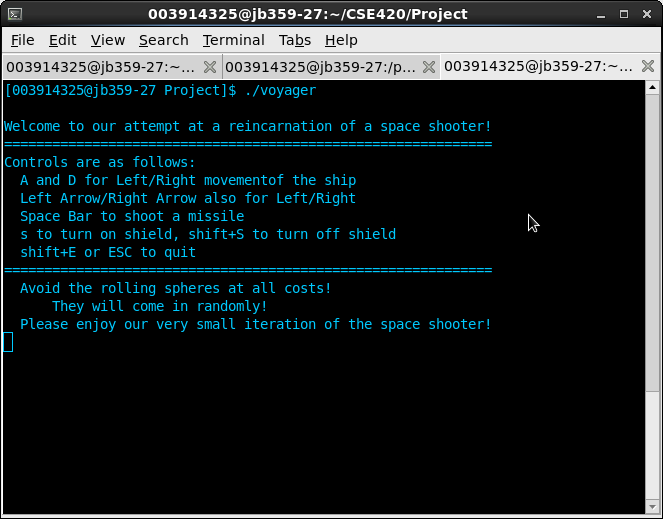 003914325@jb359-27:~/CSE420/Project
File Edit View Search Terminal Tabs Help
003914325@jb359-27:~... 003914325@jb359-27:/p... 003914325@jb359-27:~...
[003914325@jb359-27 Project]$ ./voyager
Welcome to our attempt at a reincarnation of a space shooter!
=============================================================
Controls are as follows:
  A and D for Left/Right movementof the ship
  Left Arrow/Right Arrow also for Left/Right
  Space Bar to shoot a missile
  s to turn on shield, shift+S to turn off shield
  shift+E or ESC to quit
=============================================================
  Avoid the rolling spheres at all costs!
      They will come in randomly!
  Please enjoy our very small iteration of the space shooter!